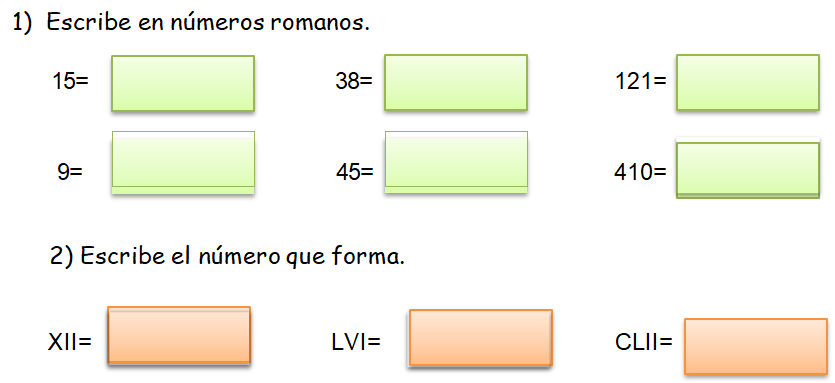 1) Escribe en números romanos.
15= 38= 121=
9= 45= 410=
2) Escribe el número que forma.
XII= LVI= CLII=